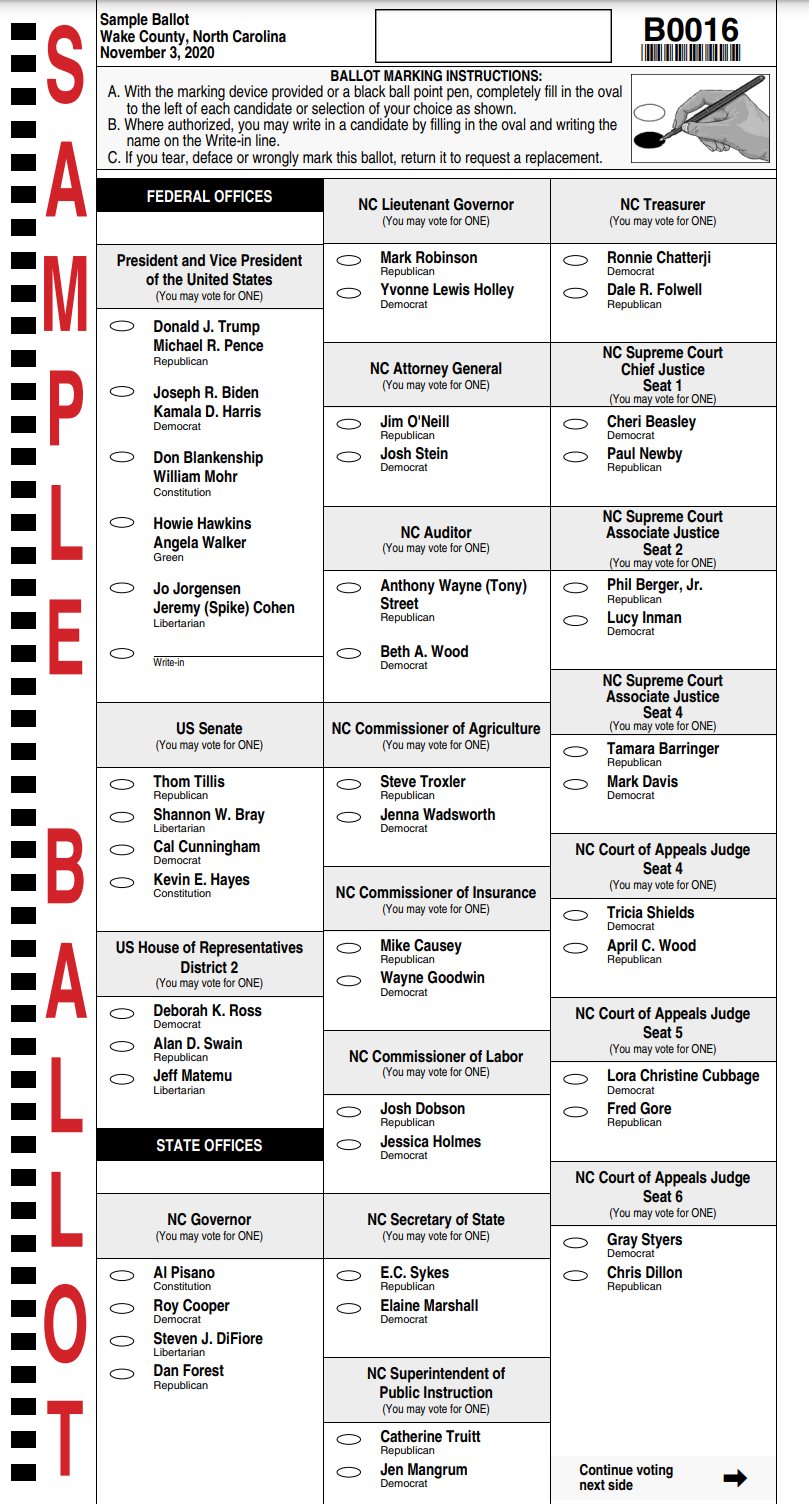 SAMPLE BALLOT
Sample Ballot
Wake County, North Carolina
November 3, 2020
B0016
BALLOT MARKING INSTRUCTIONS:
A. With the marking device provided or a black ball point pen, completely fill in the oval
to the left of each candidate or selection of your choice as shown.
B. Where authorized, you may write in a candidate by filling in the oval and writing the
name on the Write-in line.
C. If you tear, deface or wrongly mark this ballot, return it to request a replacement.
FEDERAL OFFICES
President and Vice President
of the United States
(You may vote for ONE)
Donald J. Trump
Michael R. Pence
Republican
Joseph R. Biden
Kamala D. Harris
Democrat
Don Blankenship
William Mohr
Constitution
Howie Hawkins
Angela Walker
Green
Jo Jorgensen
Jeremy (Spike) Cohen
Libertarian
Write-in
US Senate
(You may vote for ONE)
Thom Tillis
Republican
Shannon W. Bray
Libertarian
Cal Cunningham
Democrat
Kevin E. Hayes
Constitution
US House of Representatives
District 2
(You may vote for ONE)
Deborah K. Ross
Democrat
Alan D. Swain
Republican
Jeff Matemu
Libertarian
STATE OFFICES
NC Governor
(You may vote for ONE)
Al Pisano
Constitution
Roy Cooper
Democrat
Steven J. DiFiore
Libertarian
Dan Forest
Republican
NC Lieutenant Governor
(You may vote for ONE)
Mark Robinson
Republican
Yvonne Lewis Holley
Democrat
NC Attorney General
(You may vote for ONE)
Jim O'Neill
Republican
Josh Stein
Democrat
NC Auditor
(You may vote for ONE)
Anthony Wayne (Tony)
Street
Republican
Beth A. Wood
Democrat
NC Commissioner of Agriculture
(You may vote for ONE)
Steve Troxler
Republican
Jenna Wadsworth
Democrat
NC Commissioner of Insurance
(You may vote for ONE)
Mike Causey
Republican
Wayne Goodwin
Democrat
NC Commissioner of Labor
(You may vote for ONE)
Josh Dobson
Republican
Jessica Holmes
Democrat
NC Secretary of State
(You may vote for ONE)
E.C. Sykes
Republican
Elaine Marshall
Democrat
NC Superintendent of
Public Instruction
(You may vote for ONE)
Catherine Truitt
Republican
Jen Mangrum
Democrat
NC Treasurer
(You may vote for ONE)
Ronnie Chatterji
Democrat
Dale R. Folwell
Republican
NC Supreme Court
Chief Justice
Seat 1
(You may vote for ONE)
Cheri Beasley
Democrat
Paul Newby
Republican
NC Supreme Court
Associate Justice
Seat 2
(You may vote for ONE)
Phil Berger, Jr.
Republican
Lucy Inman
Democrat
NC Supreme Court
Associate Justice
Seat 4
(You may vote for ONE)
Tamara Barringer
Republican
Mark Davis
Democrat
NC Court of Appeals Judge
Seat 4
(You may vote for ONE)
Tricia Shields
Democrat
April C. Wood
Republican
NC Court of Appeals Judge
Seat 5
(You may vote for ONE)
Lora Christine Cubbage
Democrat
Fred Gore
Republican
NC Court of Appeals Judge
Seat 6
(You may vote for ONE)
Gray Styers
Democrat
Chris Dillon
Republican
Continue voting
next side